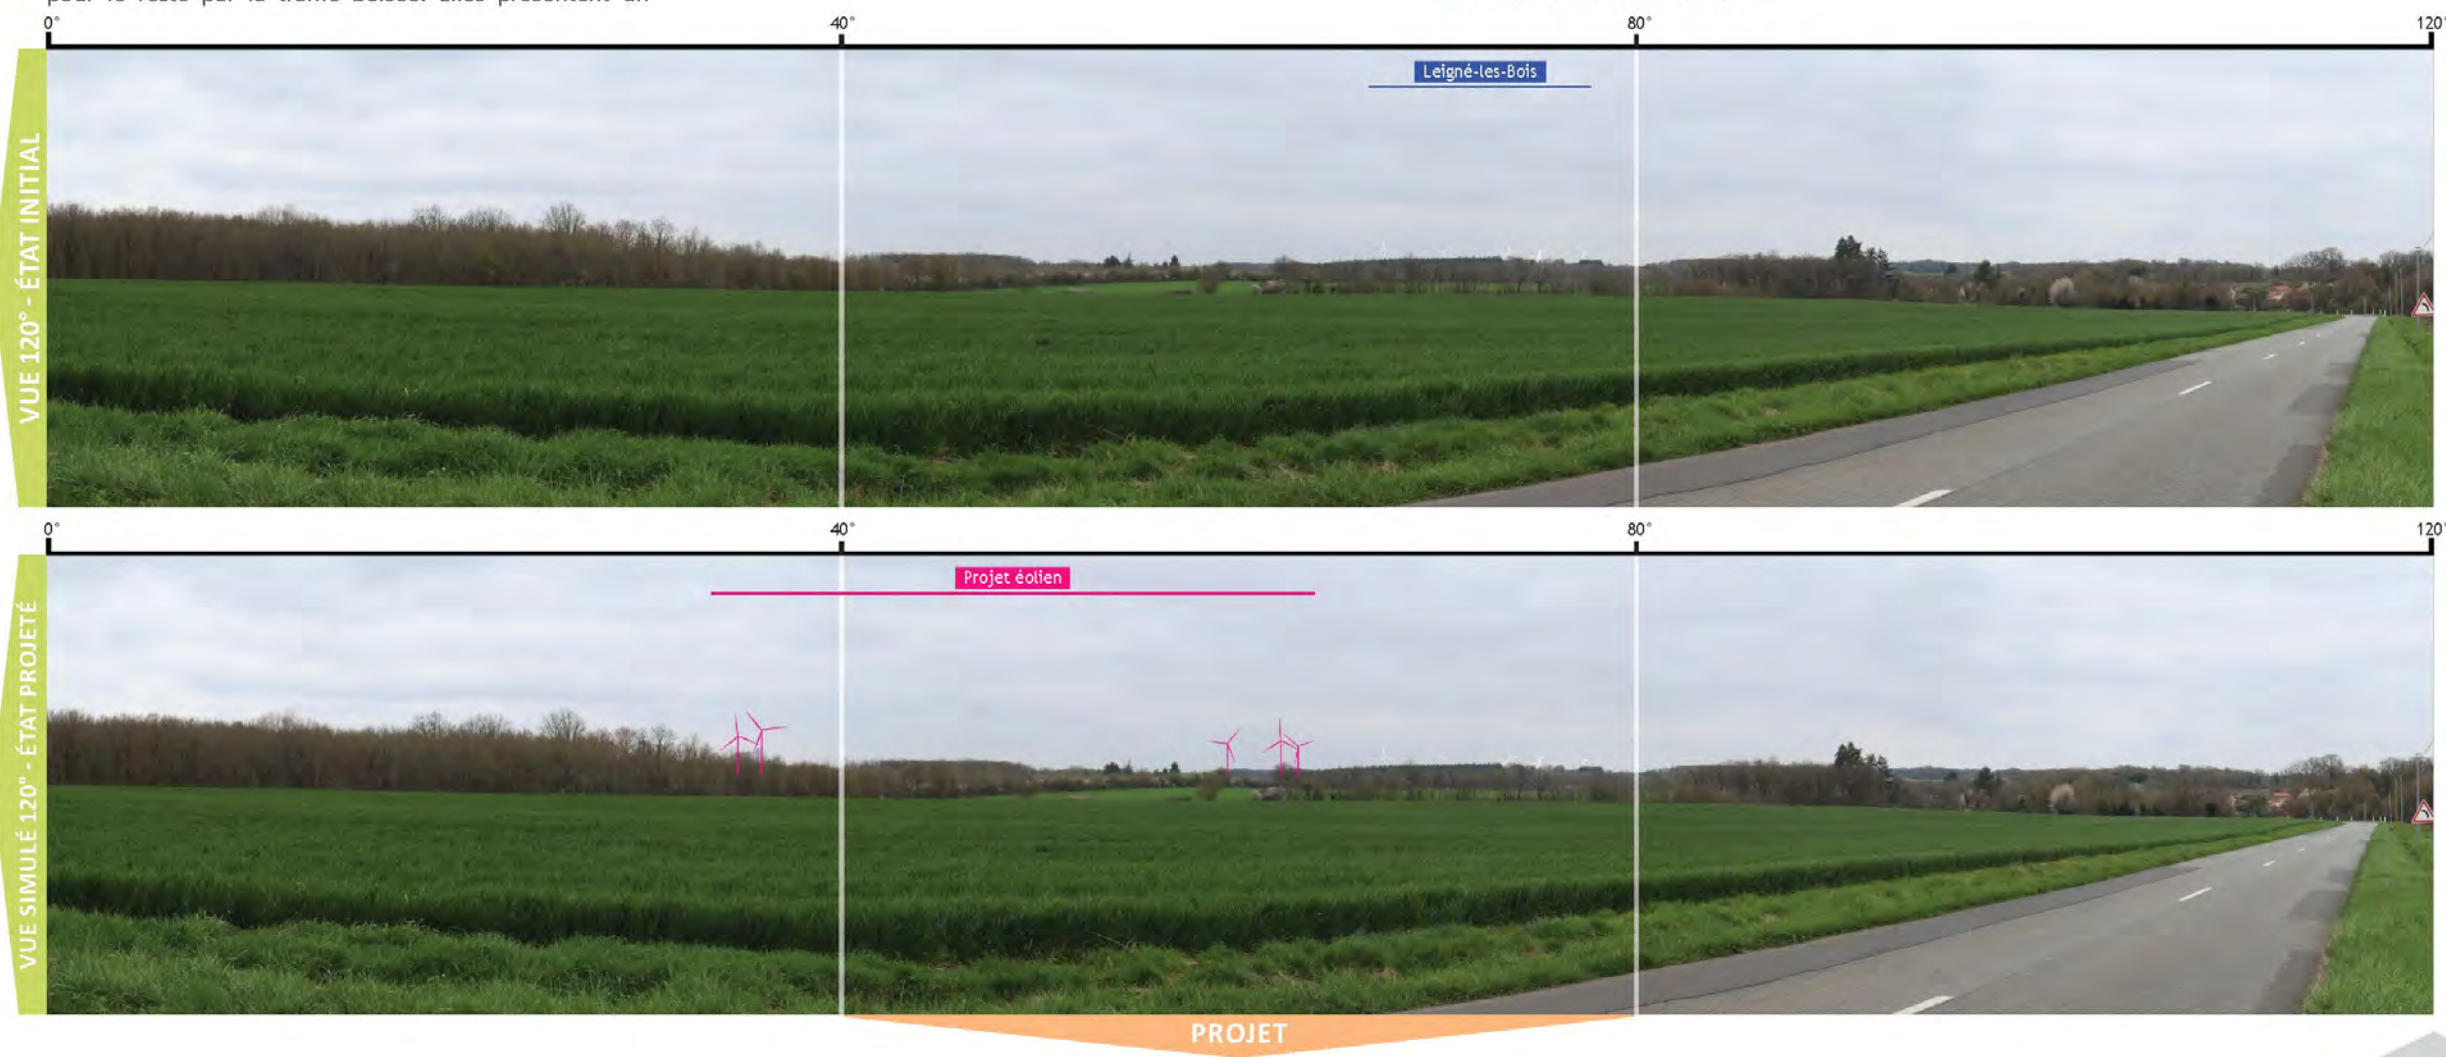 0° 40° 80° 120°
Leigné-les-Bois
VUE 120° - ÉTAT INITIAL
0° 40° 80° 120°
Projet éolien
VUE SIMULÉ 120° - ÉTAT PROJETÉ
PROJET